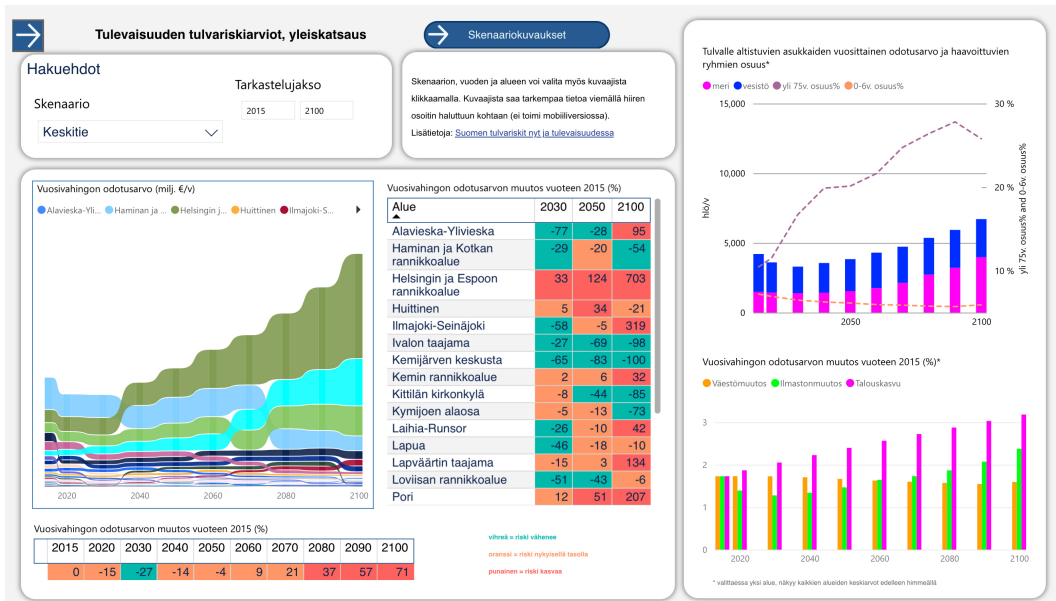 Tulevaisuuden tulvariskiarviot, yleiskatsaus
Skenaariokuvaukset
Hakuehdot
Tarkastelujakso
2015 2100
Skenaario
Keskitie
Skenaarion, vuoden ja alueen voi valita myös kuvaajista
klikkaamalla. Kuvaajista saa tarkempaa tietoa viemällä hiiren
osoitin haluttuun kohtaan (ei toimi mobiiliversiossa).
Lisätietoja: Suomen tulvariskit nyt ja tulevaisuudessa
Vuosivahingon odotusarvo (milj. €/v)
Alavieska-Yli... Haminan ja ... Helsingin j... Huittinen Ilmajoki-S...
2020 2040 2060 2080 2100
Vuosivahingon odotusarvon muutos vuoteen 2015 (%)
Alue 2030 2050 2100
Alavieska-Ylivieska -77 -28 95
Haminan ja Kotkan rannikkoalue -29 -20 -54
Helsingin ja Espoon rannikkoalue 33 124 703
Huittinen 5 34 -21
Ilmajoki-Seinäjoki -58 -5 319
Ivalon taajama -27 -69 -98
Kemijärven keskusta -65 -83 -100
Kemin rannikkoalue 2 6 32
Kittilän kirkonkylä -8 -44 -85
Kymijoen alaosa -5 -13 -73
Laihia-Runsor -26 -10 42
Lapua -46 -18 -10
Lapväärtin taajama -15 3 134
Loviisan rannikkoalue -51 -43 -6
Pori 12 51 207
Vuosivahingon odotusarvon muutos vuoteen 2015 (%)
2015 2020 2030 2040 2050 2060 2070 2080 2090 2100
0 -15 -27 -14 -4 9 21 37 57 71
vihreä = riski vähenee
oranssi = riski nykyisellä tasolla
punainen = riski kasvaa
Tulvalle altistuvien asukkaiden vuosittainen odotusarvo ja haavoittuvien
ryhmien osuus*
meri vesistö yli 75v. osuus% 0-6v. osuus%
15,000 30 %
10,000 20 %
5,000 10 %
0
hlö/v
yli 75v. osuus% and 0-6v. osuus%
2050 2100
Vuosivahingon odotusarvon muutos vuoteen 2015 (%)*
Väestömuutos Ilmastonmuutos Talouskasvu
3
2
1
0
2020 2040 2060 2080 2100
* valittaessa yksi alue, näkyy kaikkien alueiden keskiarvot edelleen himmeällä